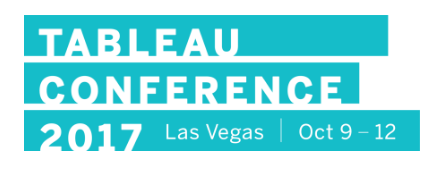 TABLEAU
CONFERENCE
2017 Las Vegas | Oct 9 – 12